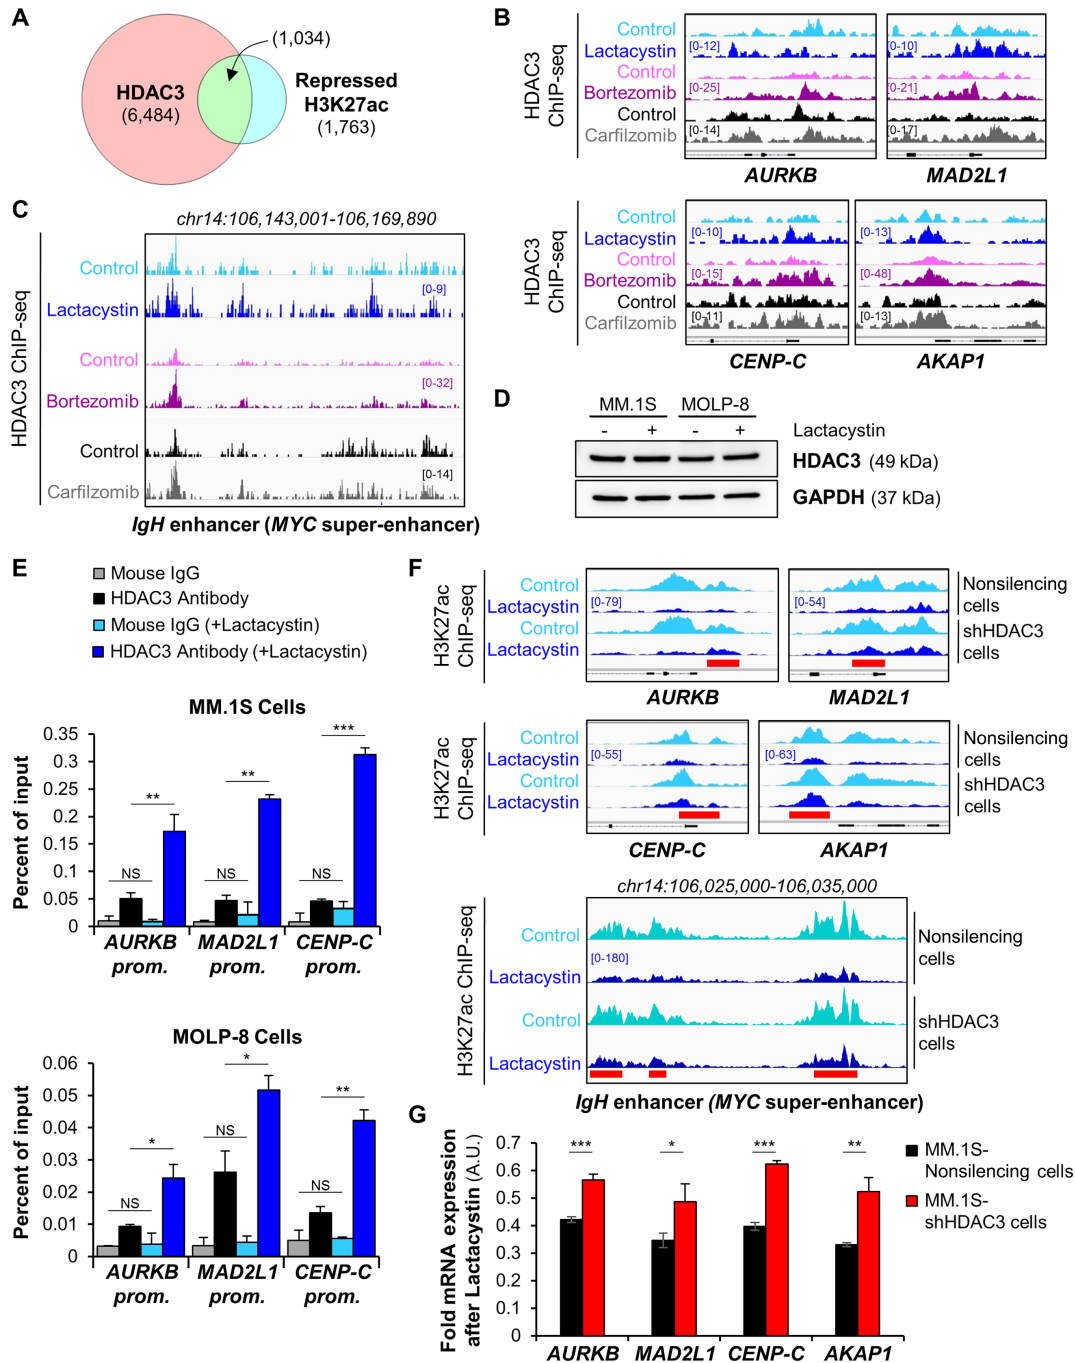 A
(1,034)
HDAC3
(6,484)
Repressed
H3K27ac
(1,763)
B
HDAC3
ChIP-seq
Control
Lactacystin
Control
Bortezomib
Control
Carfilzomib
[0-12]
[0-25]
[0-14]
AURKB
[0-10]
[0-21]
[0-17]
MAD2L1
HDAC3
ChIP-seq
Control
Lactacystin
Control
Bortezomib
Control
Carfilzomib
[0-10]
[0-15]
[0-11]
CENP-C
[0-13]
[0-48]
[0-13]
AKAP1
C
chr14:106,143,001-106,169,890
HDAC3 ChIP-seq
Control
Lactacystin
[0-9]
Control
Bortezomib
[0-32]
Control
Carfilzomib
[0-14]
IgH enhancer (MYC super-enhancer)
D
MM.1S MOLP-8
- + - + Lactacystin
HDAC3 (49 kDa)
GAPDH (37 kDa)
E
Mouse IgG
HDAC3 Antibody
Mouse IgG (+Lactacystin)
HDAC3 Antibody (+Lactacystin)
MM.1S Cells
Percent of input
0.35
0.3
0.25
0.2
0.15
0.1
0.05
0
NS ** NS ** NS ***
AURKB MAD2L1 CENP-C
prom. prom. prom.
MOLP-8 Cells
Percent of input
0.06
0.05
0.04
0.03
0.02
0.01
0
NS * NS * NS **
AURKB MAD2L1 CENP-C
prom. prom. prom.
F
H3K27ac
ChIP-seq
Control
Lactacystin
Control
Lactacystin
[0-79]
[0-54]
Nonsilencing
cells
shHDAC3
cells
AURKB
MAD2L1
H3K27ac
ChIP-seq
Control
Lactacystin
Control
Lactacystin
[0-55]
[0-63]
Nonsilencing
cells
shHDAC3
cells
CENP-C
AKAP1
chr14:106,025,000-106,035,000
H3K27ac ChIP-seq
Control
Lactacystin
Control
Lactacystin
[0-180]
Nonsilencing
cells
shHDAC3
cells
IgH enhancer (MYC super-enhancer)
G
Fold mRNA expression
after Lactacystin (A.U.)
0.7
0.6
0.5
0.4
0.3
0.2
0.1
0
*** * *** **
AURKB MAD2L1 CENP-C AKAP1
MM.1S-
Nonsilencing cells
MM.1S-
shHDAC3 cells